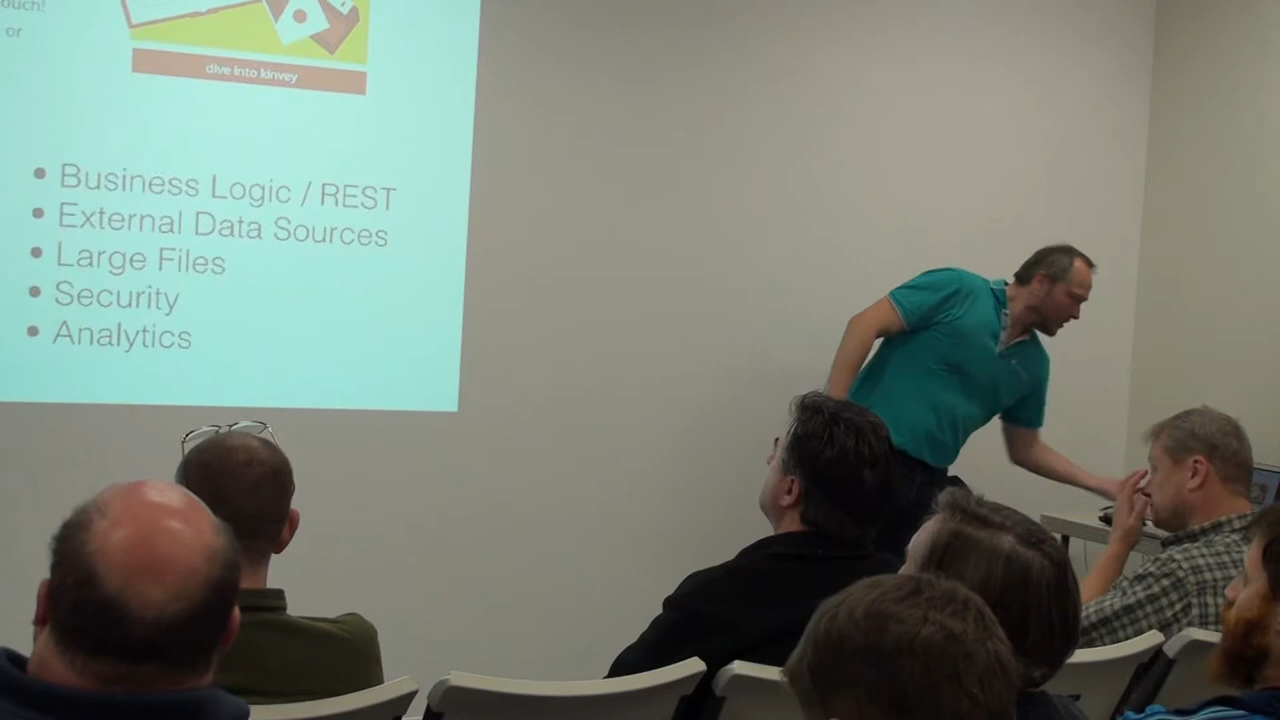 ouch!
or
dive into kinvey
• Business Logic / REST
• External Data Sources
• Large Files
• Security
• Analytics